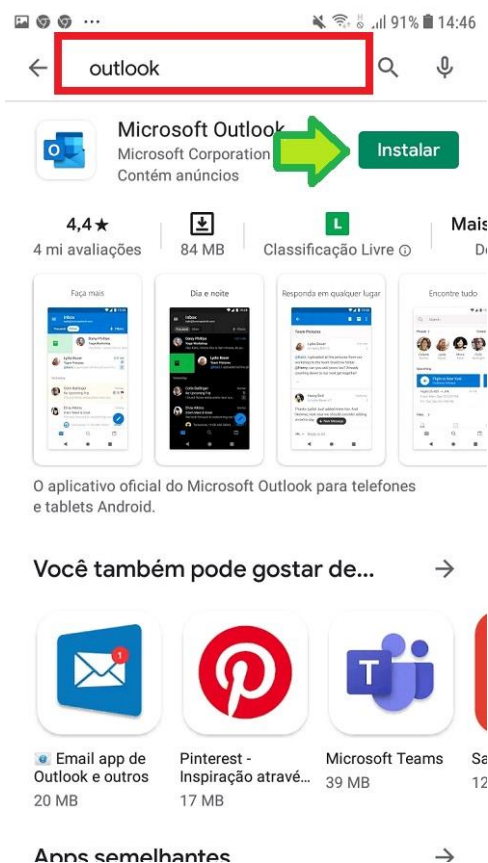 ... 91% 14:46
outlook
Microsoft Outlook
Microsoft Corporation
Contém anúncios
Instalar
4,4★
4 mi avaliações
84 MB
L
Classificação Livre
Mais
Faça mais
Dia e noite
Responda em qualquer lugar
Encontre tudo
O aplicativo oficial do Microsoft Outlook para telefones
e tablets Android.
Você também pode gostar de...
Email app de
Outlook e outros
20 MB
Pinterest -
Inspiração atravé...
17 MB
Microsoft Teams
39 MB
Sa
12
Apps semelhantes